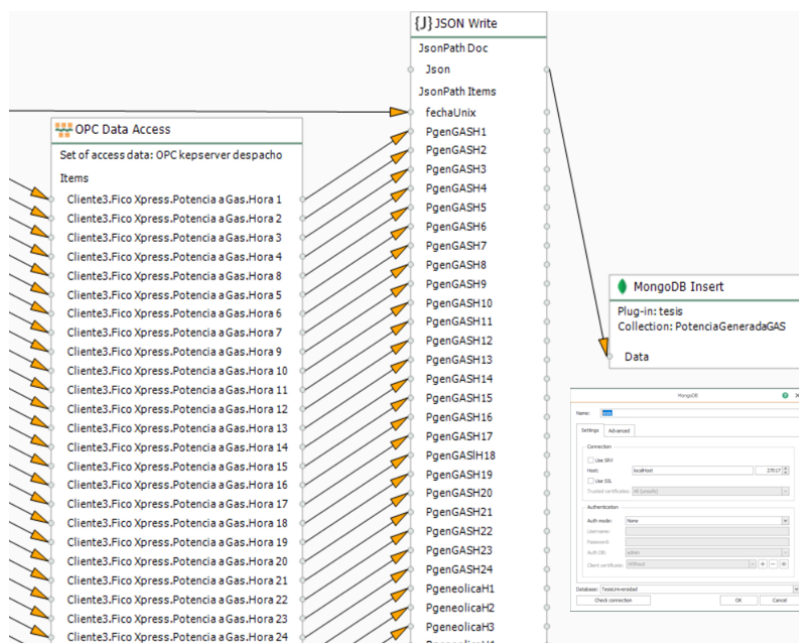 {J} JSON Write
JsonPath Doc
Json
JsonPath Items
fechaUnix
PgenGASH1
PgenGASH2
PgenGASH3
PgenGASH4
PgenGASH5
PgenGASH6
PgenGASH7
PgenGASH8
PgenGASH9
PgenGASH10
PgenGASH11
PgenGASH12
PgenGASH13
PgenGASH14
PgenGASH15
PgenGASH16
PgenGASH17
PgenGASlH18
PgenGASH19
PgenGASH20
PgenGASH21
PgenGASH22
PgenGASH23
PgenGASH24
PgeneolicaH1
PgeneolicaH2
PgeneolicaH3
OPC Data Access
Set of access data: OPC kepserver despacho
Items
Cliente3.Fico Xpress.Potencia a Gas.Hora 1
Cliente3.Fico Xpress.Potencia a Gas.Hora 2
Cliente3.Fico Xpress.Potencia a Gas.Hora 3
Cliente3.Fico Xpress.Potencia a Gas.Hora 4
Cliente3.Fico Xpress.Potencia a Gas.Hora 8
Cliente3.Fico Xpress.Potencia a Gas.Hora 5
Cliente3.Fico Xpress.Potencia a Gas.Hora 6
Cliente3.Fico Xpress.Potencia a Gas.Hora 7
Cliente3.Fico Xpress.Potencia a Gas.Hora 9
Cliente3.Fico Xpress.Potencia a Gas.Hora 10
Cliente3.Fico Xpress.Potencia a Gas.Hora 11
Cliente3.Fico Xpress.Potencia a Gas.Hora 12
Cliente3.Fico Xpress.Potencia a Gas.Hora 13
Cliente3.Fico Xpress.Potencia a Gas.Hora 14
Cliente3.Fico Xpress.Potencia a Gas.Hora 15
Cliente3.Fico Xpress.Potencia a Gas.Hora 16
Cliente3.Fico Xpress.Potencia a Gas.Hora 17
Cliente3.Fico Xpress.Potencia a Gas.Hora 18
Cliente3.Fico Xpress.Potencia a Gas.Hora 19
Cliente3.Fico Xpress.Potencia a Gas.Hora 20
Cliente3.Fico Xpress.Potencia a Gas.Hora 21
Cliente3.Fico Xpress.Potencia a Gas.Hora 22
Cliente3.Fico Xpress.Potencia a Gas.Hora 23
Cliente3.Fico Xpress.Potencia a Gas.Hora 24
MongoDB Insert
Plug-in: tesis
Collection: PotenciaGeneradaGAS
Data
MongoDB
Name:
Settings Advanced
Connection
Use SRV
Host: localHost 27017
Use SSL
Trusted certificates:
Authentication
Auth mode: None
Username:
Password:
Auth DB: admin
Client certificate: Without
Database: TesisUniversidad
Check connection OK Cancel